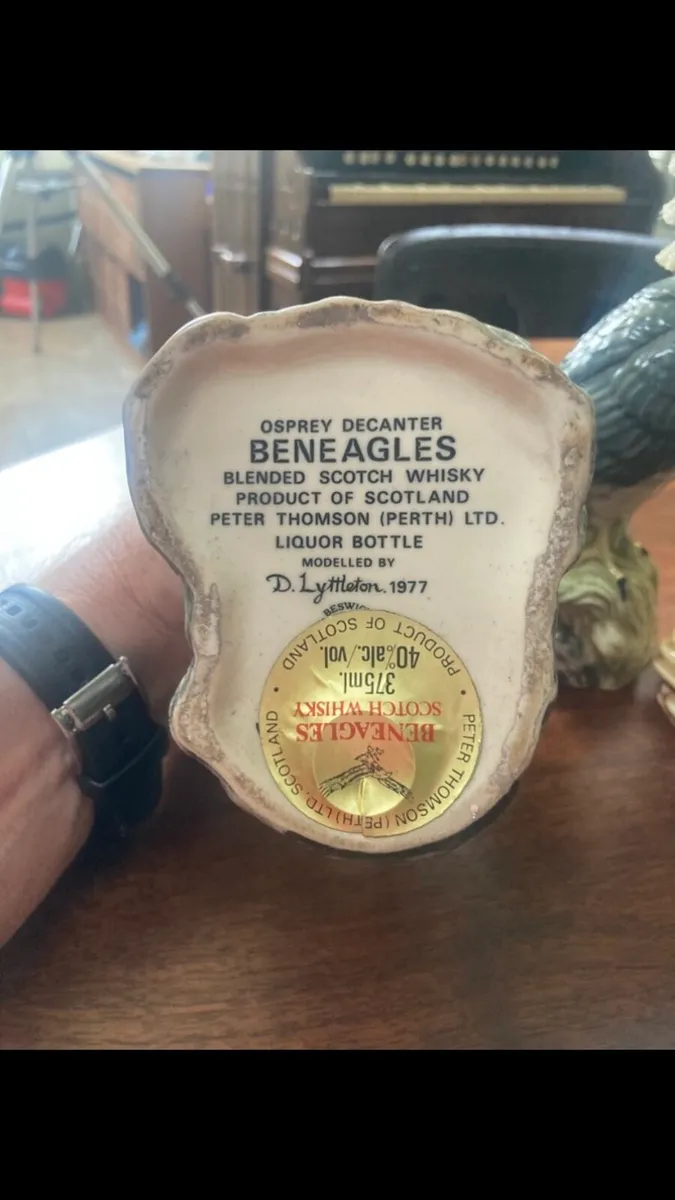 OSPREY DECANTER
BENEAGLES
BLENDED SCOTCH WHISKY
PRODUCT OF SCOTLAND
PETER THOMSON (PERTH) LTD.
LIQUOR BOTTLE
MODELLED BY
D. Lyttleton. 1977
PRODUCT OF SCOTLAND
40% alc./vol.
375ml.
SCOTCH WHISKY
BENEAGLES
PETER THOMSON (PERTH) LTD. SCOTLAND